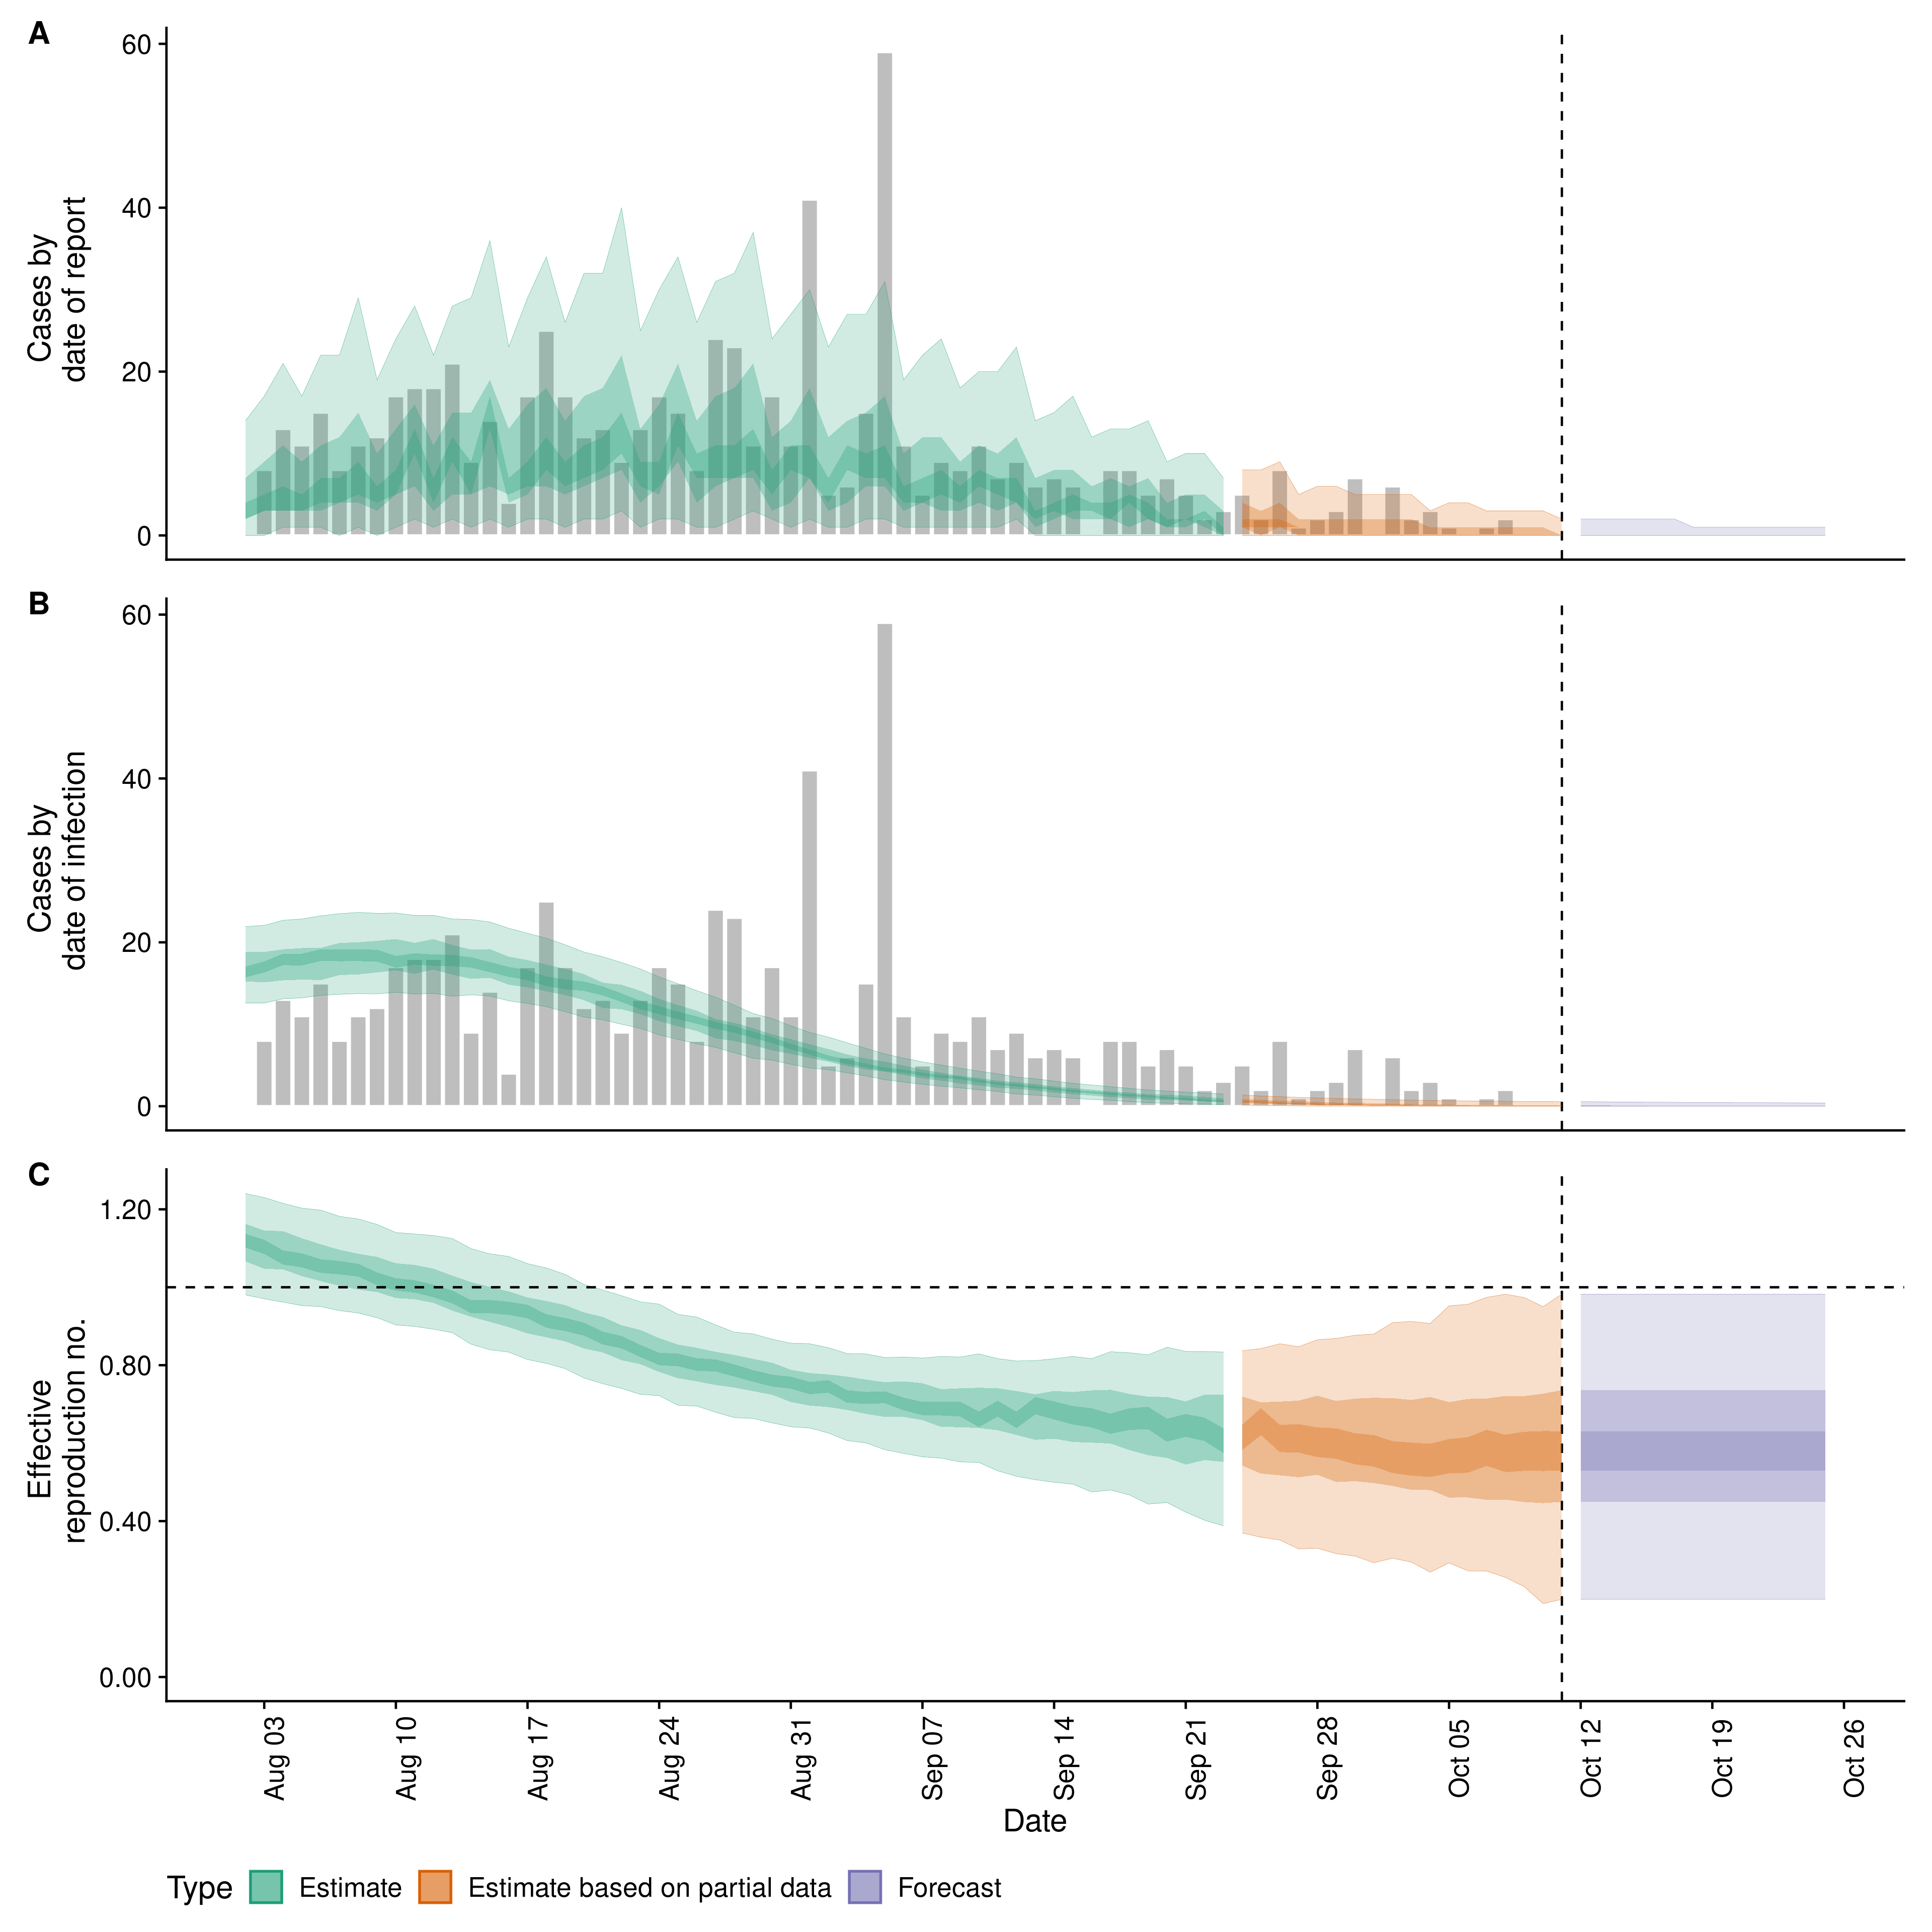 A
60
40
20
0
Cases by
date of report
B
60
40
20
0
Cases by
date of infection
C
1.20
0.80
0.40
0.00
Effective
reproduction no.
Aug 03
Aug 10
Aug 17
Aug 24
Aug 31
Sep 07
Sep 14
Sep 21
Sep 28
Oct 05
Oct 12
Oct 19
Oct 26
Date
Type Estimate Estimate based on partial data Forecast